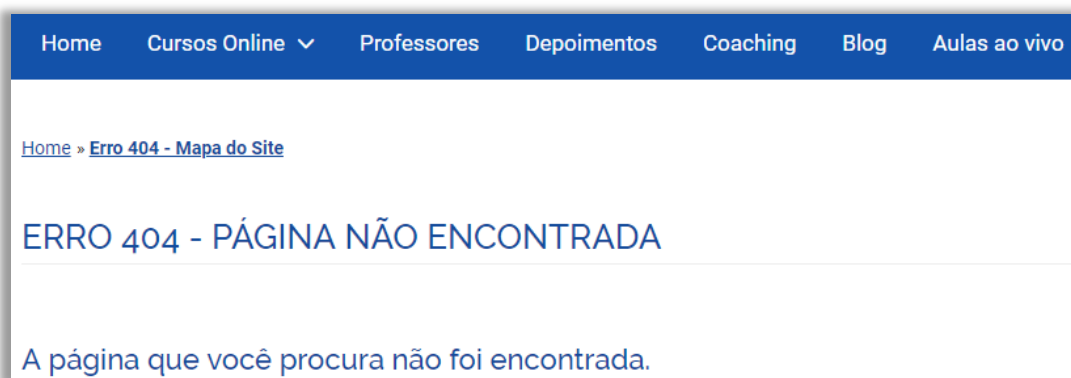 Home Cursos Online Professores Depoimentos Coaching Blog Aulas ao vivo
Home » Erro 404 - Mapa do Site
ERRO 404 - PÁGINA NÃO ENCONTRADA
A página que você procura não foi encontrada.